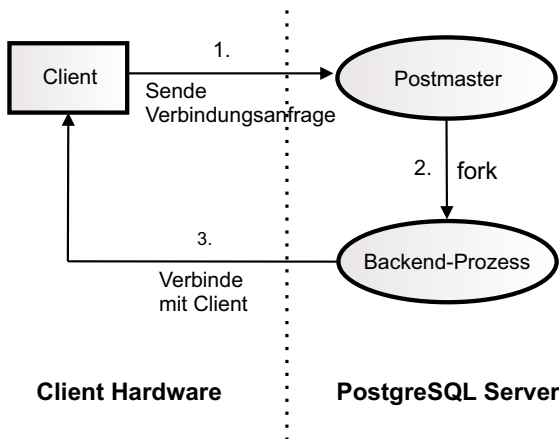 1.
Client
Postmaster
Sende
Verbindungsanfrage
2.
fork
3.
Backend-Prozess
Verbinde
mit Client
Client Hardware
PostgreSQL Server